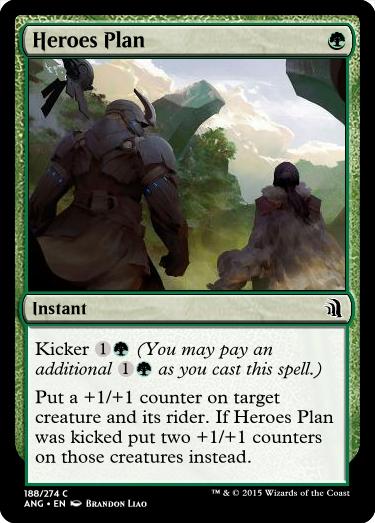 Heroes Plan
Instant
Kicker 1 (You may pay an
additional 1 as you cast this spell.)
Put a +1/+1 counter on target
creature and its rider. If Heroes Plan
was kicked put two +1/+1 counters
on those creatures instead.
188/274 C
ANG • EN BRANDON LIAO
™ & © 2015 Wizards of the Coast